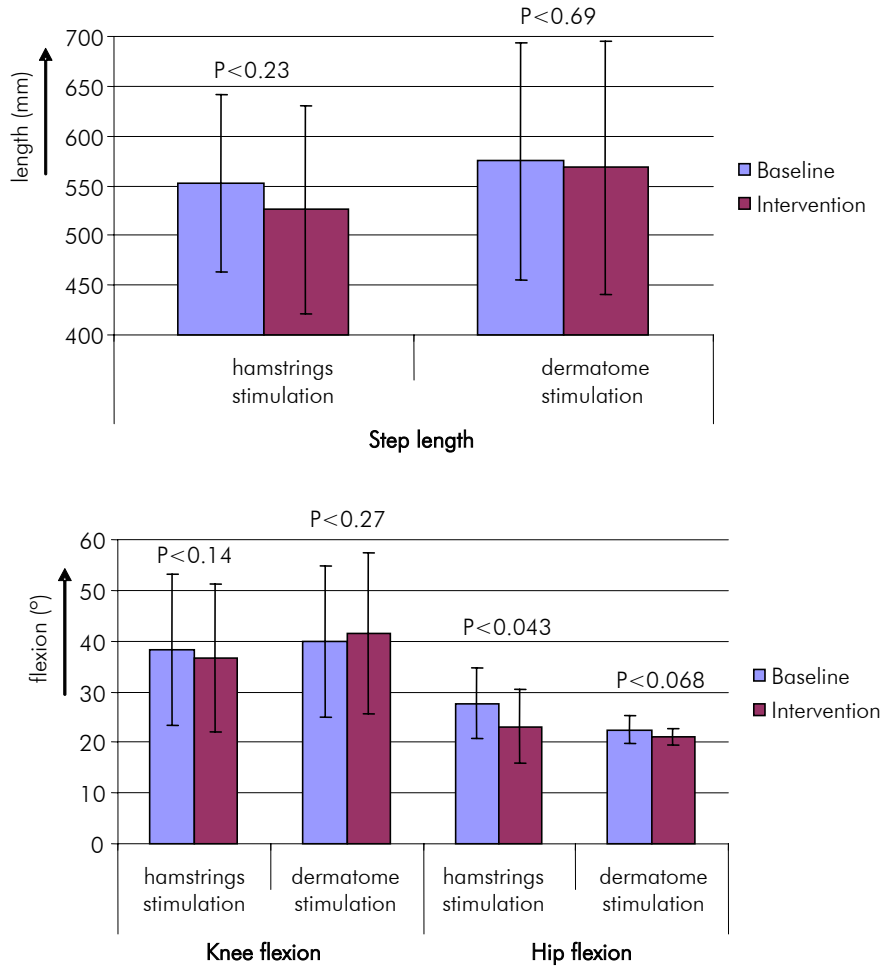 P<0.69
P<0.23
700
650
600
550
500
450
400
length (mm)
Baseline
Intervention
hamstrings
stimulation
dermatome
stimulation
Step length
P<0.27
P<0.14
P<0.043
P<0.068
60
50
40
30
20
10
0
flexion (º)
Baseline
Intervention
hamstrings
stimulation
dermatome
stimulation
hamstrings
stimulation
dermatome
stimulation
Knee flexion
Hip flexion